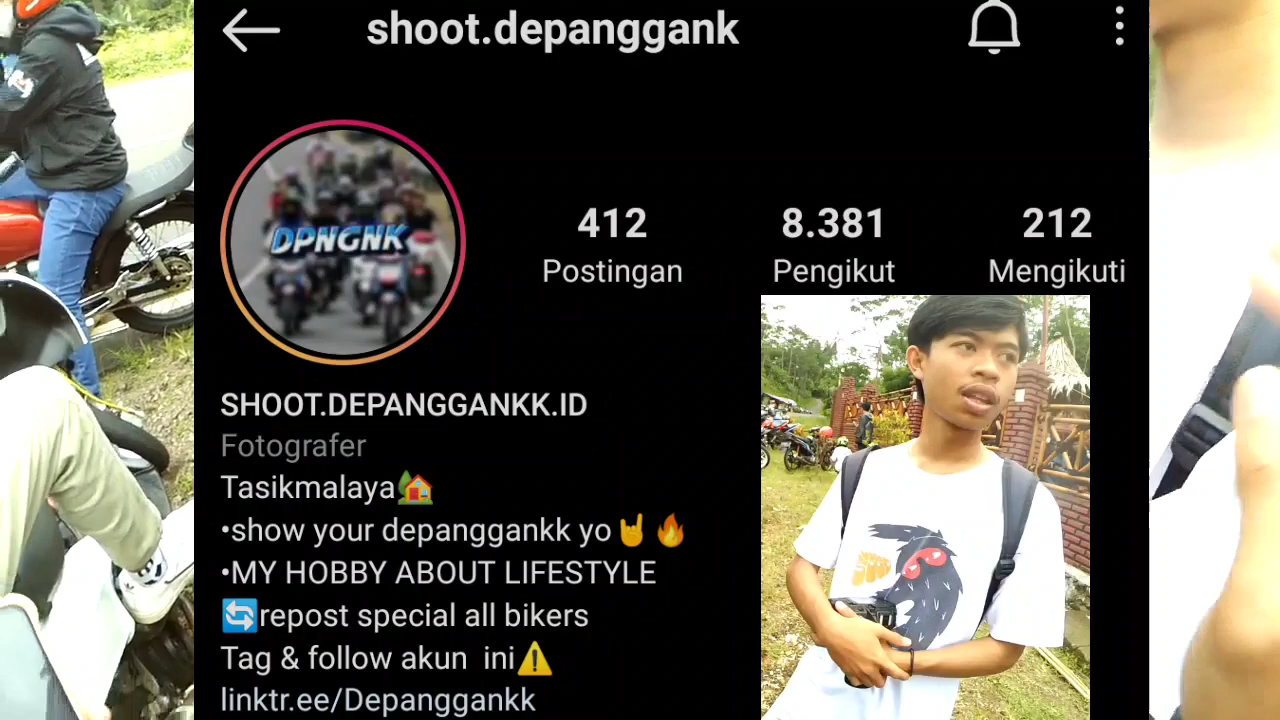 shoot.depanggank
DPNGNK
412
Postingan
8.381
Pengikut
212
Mengikuti
SHOOT.DEPANGGANKK.ID
Fotografer
Tasikmalaya🏡
•show your depanggankk yo🤘🔥
•MY HOBBY ABOUT LIFESTYLE
🔄repost special all bikers
Tag & follow akun  ini⚠️
linktr.ee/Depanggankk